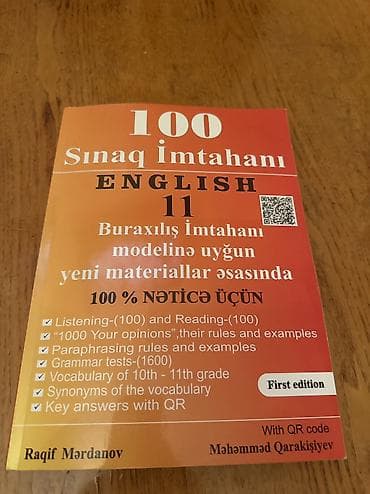 100
Sınaq İmtahanı
ENGLISH
11
Buraxılış İmtahanı
modelinə uyğun
yeni materiallar əsasında
100 % NƏTİCƏ ÜÇÜN
Listening-(100) and Reading-(100)
"1000 Your opinions",their rules and examples
Paraphrasing rules and examples
Grammar tests-(1600)
Vocabulary of 10th - 11th grade
Synonyms of the vocabulary
Key answers with QR
First edition
With QR code
Raqif Mərdanov
Məhəmməd Qarakişiyev